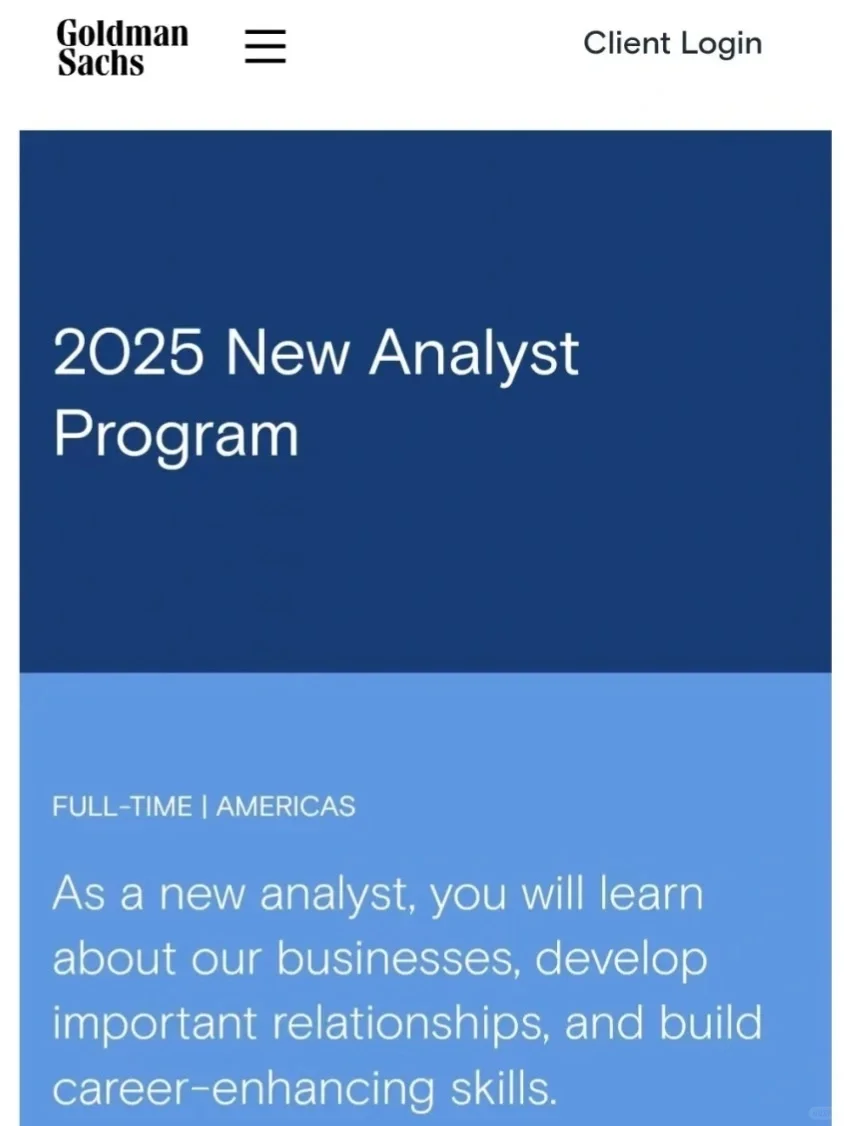 Goldman
Sachs
Client Login
2025 New Analyst
Program
FULL-TIME | AMERICAS
As a new analyst, you will learn
about our businesses, develop
important relationships, and build
career-enhancing skills.